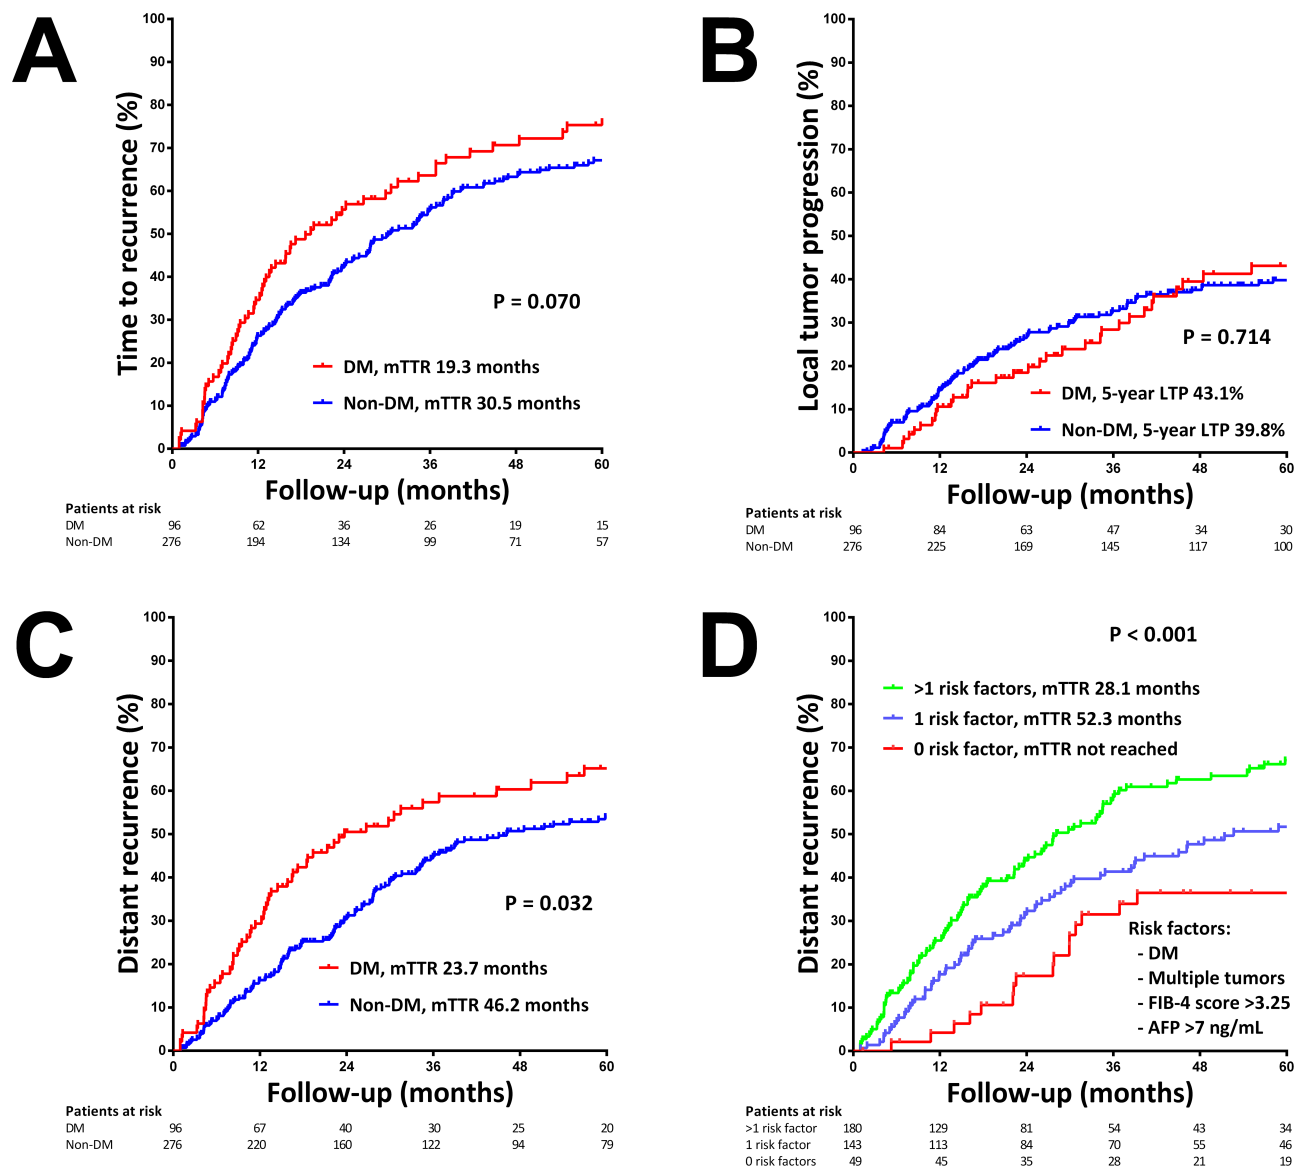 A
Time to recurrence (%)
100
90
80
70
60
50
40
30
20
10
0
P = 0.070
DM, mTTR 19.3 months
Non-DM, mTTR 30.5 months
0 12 24 36 48 60
Follow-up (months)
Patients at risk
DM 96 62 36 26 19 15
Non-DM 276 194 134 99 71 57
B
Local tumor progression (%)
100
90
80
70
60
50
40
30
20
10
0
P = 0.714
DM, 5-year LTP 43.1%
Non-DM, 5-year LTP 39.8%
0 12 24 36 48 60
Follow-up (months)
Patients at risk
DM 96 84 63 47 34 30
Non-DM 276 225 169 145 117 100
C
Distant recurrence (%)
100
90
80
70
60
50
40
30
20
10
0
P = 0.032
DM, mTTR 23.7 months
Non-DM, mTTR 46.2 months
0 12 24 36 48 60
Follow-up (months)
Patients at risk
DM 96 67 40 30 25 20
Non-DM 276 220 160 122 94 79
D
Distant recurrence (%)
100
90
80
70
60
50
40
30
20
10
0
P < 0.001
>1 risk factors, mTTR 28.1 months
1 risk factor, mTTR 52.3 months
0 risk factor, mTTR not reached
Risk factors:
- DM
- Multiple tumors
- FIB-4 score >3.25
- AFP >7 ng/mL
0 12 24 36 48 60
Follow-up (months)
Patients at risk
>1 risk factor 180 129 81 54 43 34
1 risk factor 143 113 84 70 55 46
0 risk factors 49 45 35 28 21 19